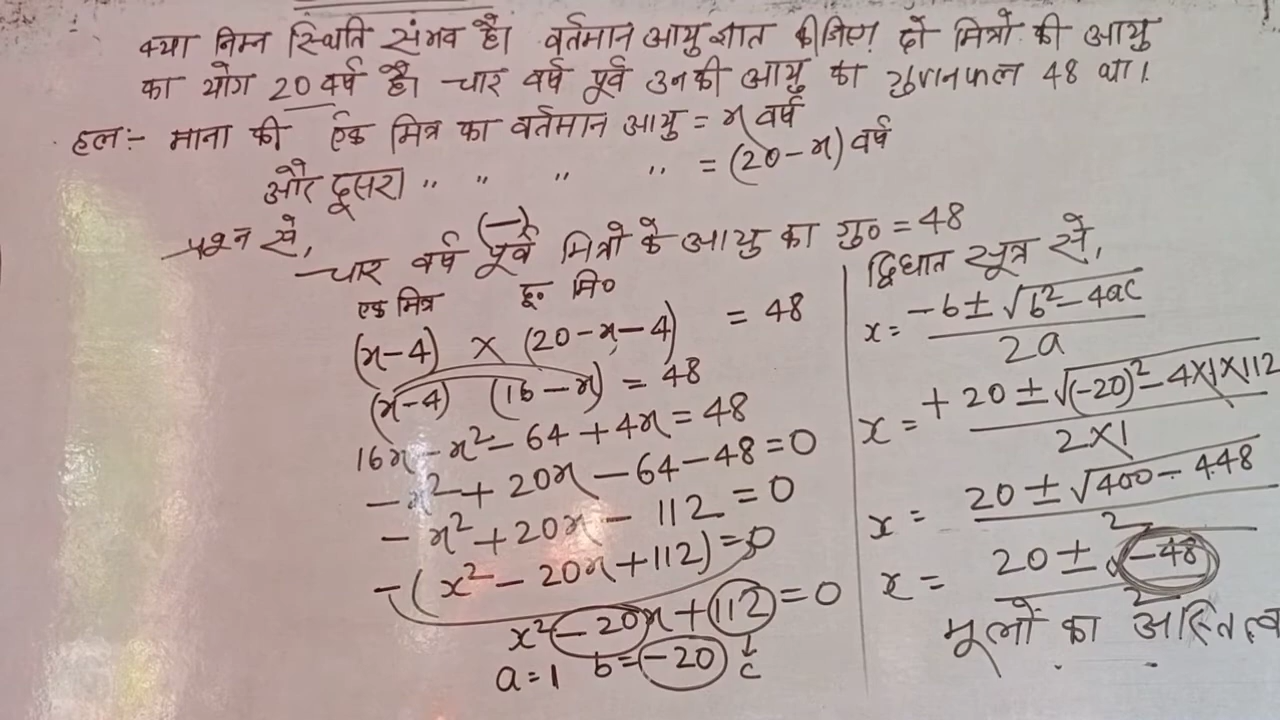 क्या निम्न स्थिति संभव है। वर्तमान आयु ज्ञात कीजिए। दो मित्रो की आयु
का योग 20 वर्ष है। चार वर्ष पूर्व उनकी आयु का गुणनफल 48 था।
हल:- माना की एक मित्र का वर्तमान आयु = x वर्ष
और दूसरा " " " " = (20-x) वर्ष
प्रश्न से,
(-)
चार वर्ष पूर्व मित्रो के आयु का गु० = 48
एक मित्र दू० मि०
(x-4) × (20-x-4) = 48
(x-4) (16-x) = 48
16x - x² - 64 + 4x = 48
- x² + 20x - 64 - 48 = 0
- x² + 20x - 112 = 0
- (x² - 20x + 112) = 0
x² - 20x + 112 = 0
a = 1 b = -20 c
द्विघात सूत्र से,
x = -b ± √b² - 4ac / 2a
x = + 20 ± √(-20)² - 4×1×112 / 2×1
x = 20 ± √400 - 448 / 2
x = 20 ± √-48 / 2
मूलों का अस्तित्व